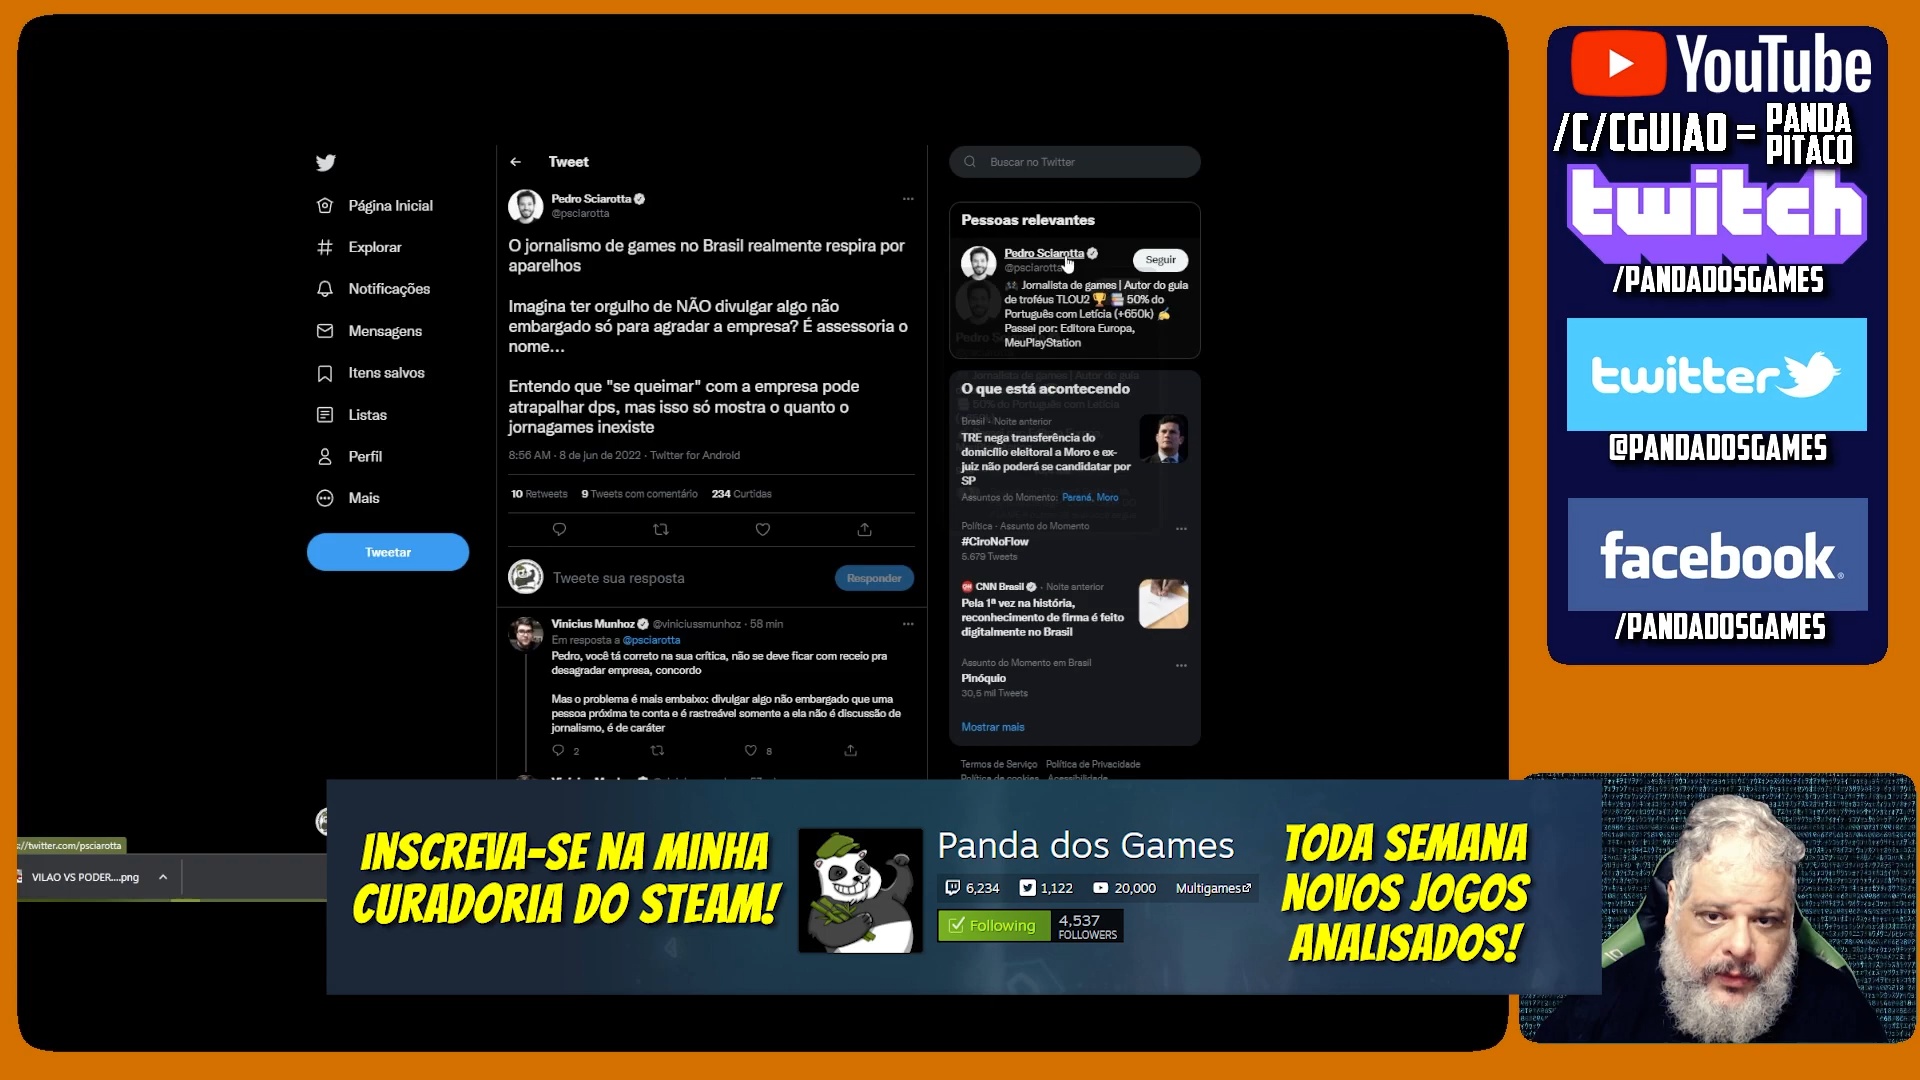 Tweet
Pedro Sciarotta
@psciarotta
O jornalismo de games no Brasil realmente respira por
aparelhos
Imagina ter orgulho de NÃO divulgar algo não
embargado só para agradar a empresa? É assessoria o
nome...
Entendo que "se queimar" com a empresa pode
atrapalhar dps, mas isso só mostra o quanto o
jornagames inexiste
8:56 AM · 8 de jun de 2022 · Twitter for Android
10 Retweets 9 Tweets com comentário 234 Curtidas
Tweete sua resposta
Responder
Vinicius Munhoz @viniciussmunhoz · 58 min
Em resposta a @psciarotta
Pedro, você tá correto na sua crítica, não se deve ficar com receio pra
desagradar empresa, concordo
Mas o problema é mais embaixo: divulgar algo não embargado que uma
pessoa próxima te conta e é rastreável somente a ela não é discussão de
jornalismo, é de caráter
2 8
Página Inicial
Explorar
Notificações
Mensagens
Itens salvos
Listas
Perfil
Mais
Tweetar
Buscar no Twitter
Pessoas relevantes
Pedro Sciarotta
@psciarotta
Seguir
Jornalista de games | Autor do guia
de troféus TLOU2 🏆 📚 50% do
Português com Letícia (+650k) ✍
Passei por: Editora Europa,
MeuPlayStation
O que está acontecendo
Brasil · Noite anterior
TRE nega transferência do
domicílio eleitoral a Moro e ex-
juiz não poderá se candidatar por
SP
Assuntos do Momento: Paraná, Moro
Política · Assunto do Momento
#CiroNoFlow
5.679 Tweets
CNN Brasil · Noite anterior
Pela 1ª vez na história,
reconhecimento de firma é feito
digitalmente no Brasil
Assunto do Momento em Brasil
Pinóquio
30,5 mil Tweets
Mostrar mais
Termos de Serviço Política de Privacidade
Política de cookies Acessibilidade
s://twitter.com/psciarotta
VILAO VS PODER....png
INSCREVA-SE NA MINHA
CURADORIA DO STEAM!
Panda dos Games
6,234 1,122 20,000 Multigames
Following 4,537
FOLLOWERS
TODA SEMANA
NOVOS JOGOS
ANALISADOS!
YouTube
/C/CGUIAO = PANDA
PITACO
twitch
/PANDADOSGAMES
twitter
@PANDADOSGAMES
facebook
/PANDADOSGAMES